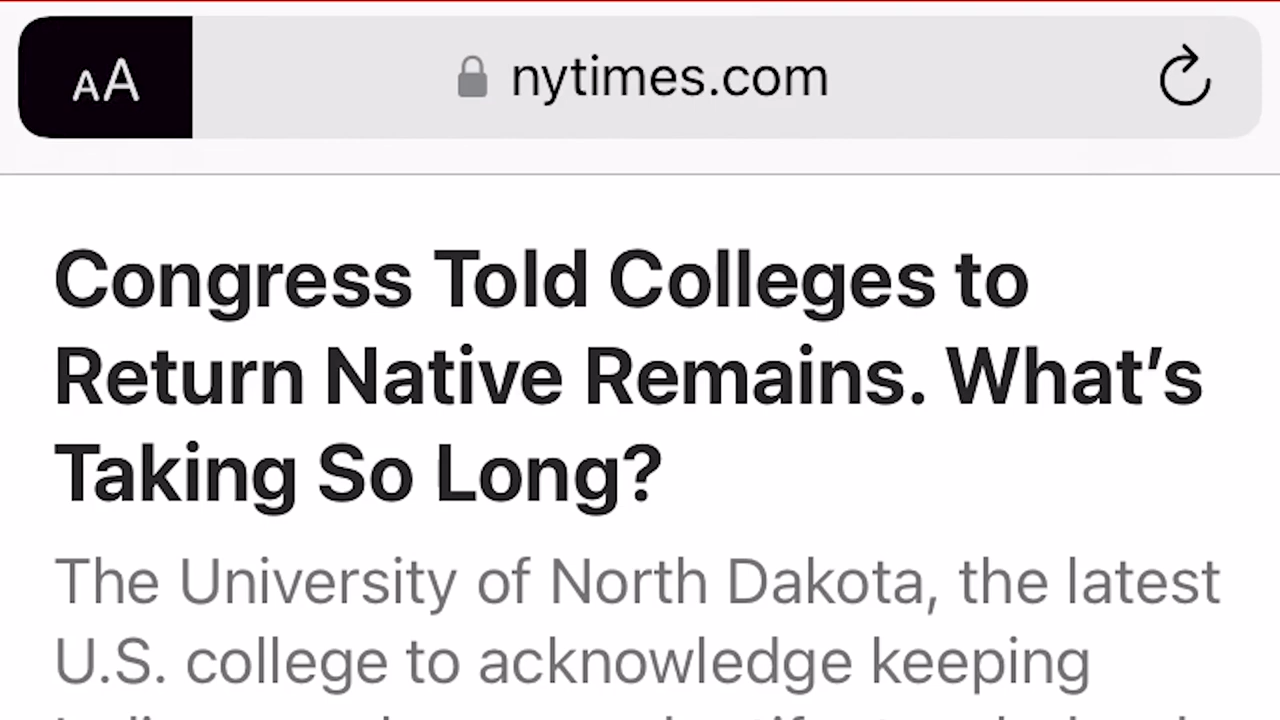 AA
nytimes.com
Congress Told Colleges to
Return Native Remains. What’s
Taking So Long?
The University of North Dakota, the latest
U.S. college to acknowledge keeping